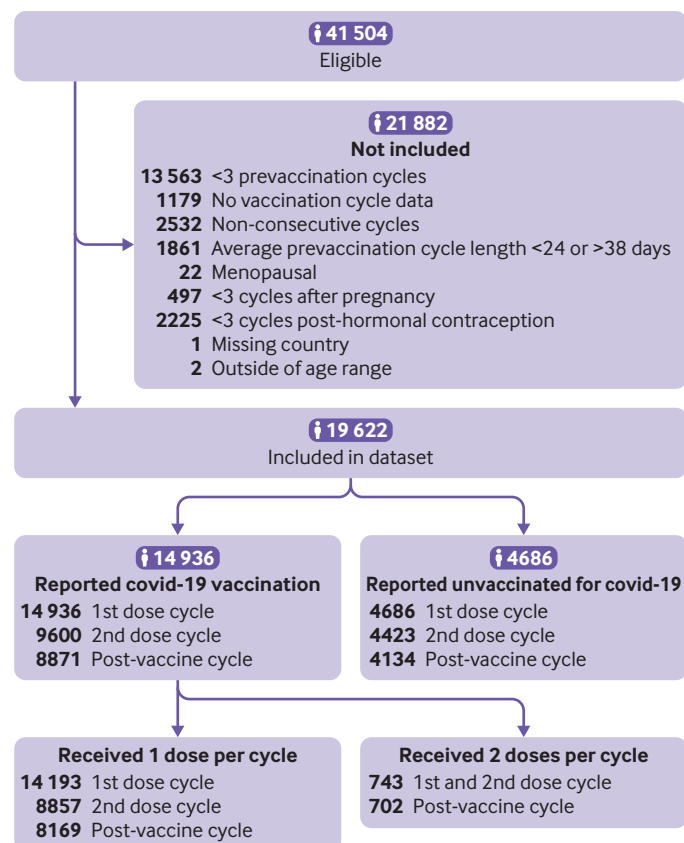 41 504
Eligible
21 882
Not included
13 563 <3 prevaccination cycles
1179 No vaccination cycle data
2532 Non-consecutive cycles
1861 Average prevaccination cycle length <24 or >38 days
22 Menopausal
497 <3 cycles after pregnancy
2225 <3 cycles post-hormonal contraception
1 Missing country
2 Outside of age range
19 622
Included in dataset
14 936
Reported covid-19 vaccination
14 936 1st dose cycle
9600 2nd dose cycle
8871 Post-vaccine cycle
4686
Reported unvaccinated for covid-19
4686 1st dose cycle
4423 2nd dose cycle
4134 Post-vaccine cycle
Received 1 dose per cycle
14 193 1st dose cycle
8857 2nd dose cycle
8169 Post-vaccine cycle
Received 2 doses per cycle
743 1st and 2nd dose cycle
702 Post-vaccine cycle